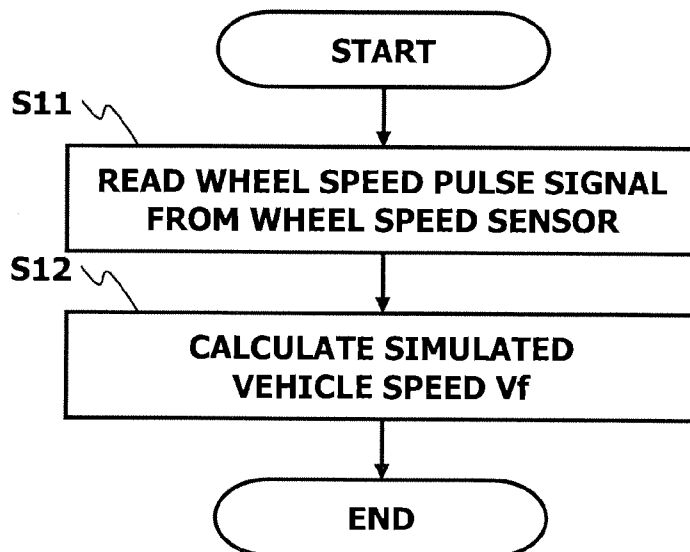 START
S11
READ WHEEL SPEED PULSE SIGNAL
FROM WHEEL SPEED SENSOR
S12
CALCULATE SIMULATED
VEHICLE SPEED Vf
END